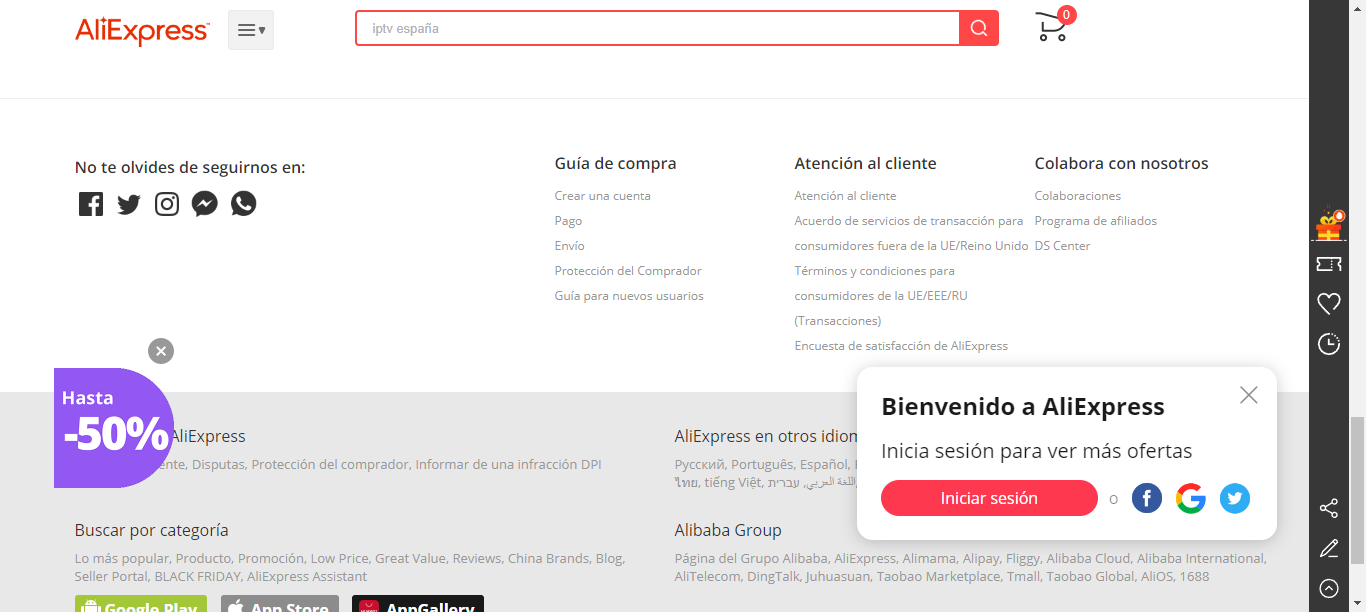 AliExpress™
iptv españa
0
No te olvides de seguirnos en:
Guía de compra
Crear una cuenta
Pago
Envío
Protección del Comprador
Guía para nuevos usuarios
Atención al cliente
Atención al cliente
Acuerdo de servicios de transacción para
consumidores fuera de la UE/Reino Unido
Términos y condiciones para
consumidores de la UE/EEE/RU
(Transacciones)
Encuesta de satisfacción de AliExpress
Colabora con nosotros
Colaboraciones
Programa de afiliados
DS Center
Hasta
-50%
AliExpress
Disputas, Protección del comprador, Informar de una infracción DPI
AliExpress en otros
Русский, Português, Español,
ไทย, tiếng Việt, اللغة العربي, עברית
Bienvenido a AliExpress
Inicia sesión para ver más ofertas
Iniciar sesión
o
Buscar por categoría
Lo más popular, Producto, Promoción, Low Price, Great Value, Reviews, China Brands, Blog,
Seller Portal, BLACK FRIDAY, AliExpress Assistant
Alibaba Group
Página del Grupo Alibaba, AliExpress, Alimama, Alipay, Fliggy, Alibaba Cloud, Alibaba International,
AliTelecom, DingTalk, Juhuasuan, Taobao Marketplace, Tmall, Taobao Global, AliOS, 1688
Google Play
App Store
AppGallery